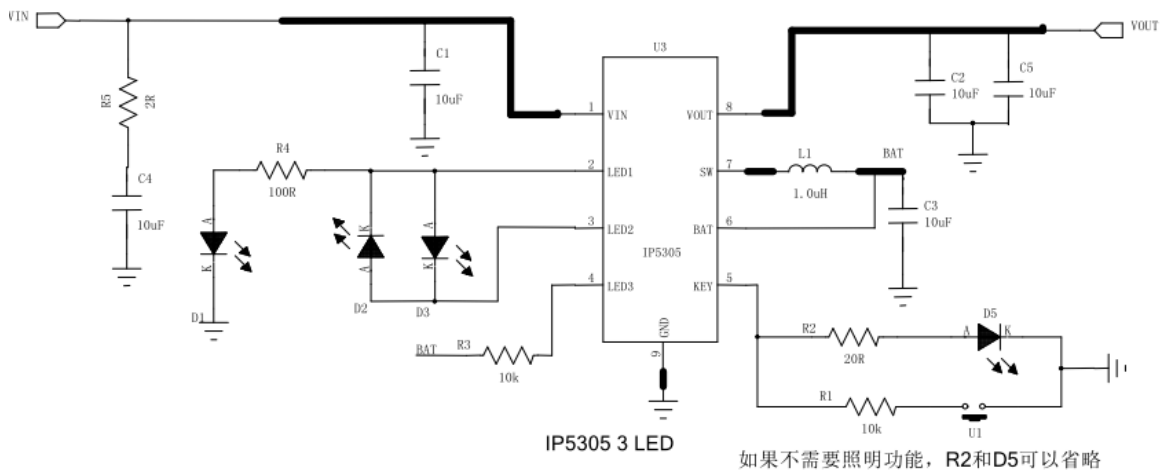 VIN
VOUT
U3
C1
10uF
C2
10uF
C5
10uF
R5
2R
1
VIN
VOUT
8
R4
100R
2
LED1
SW
7
L1
1.0uH
BAT
C4
10uF
A
K
D1
K
A
D2
A
K
D3
3
LED2
BAT
6
C3
10uF
IP5305
4
LED3
KEY
5
GND
9
BAT
R3
10k
R2
20R
A
D5
K
R1
10k
U1
IP5305 3 LED
如果不需要照明功能，R2和D5可以省略